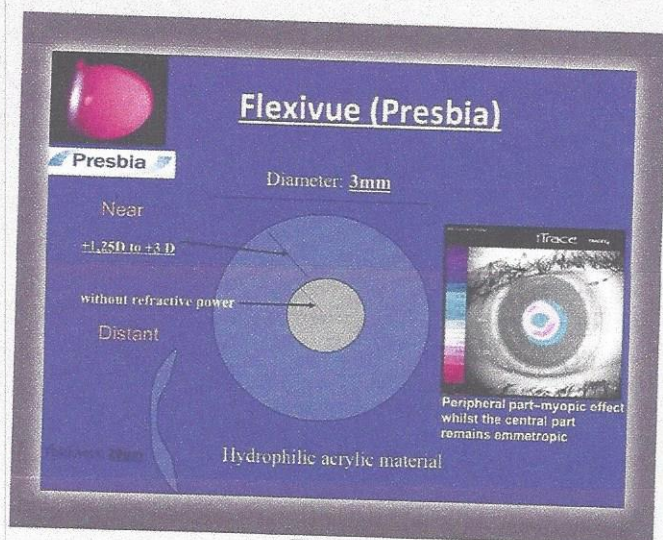 Flexivue (Presbia)
Presbia
Diameter: 3mm
Near
+1,25D to +3 D
without refractive power
Distant
iTrace
Peripheral part–myopic effect
whilst the central part
remains emmetropic
Hydrophilic acrylic material